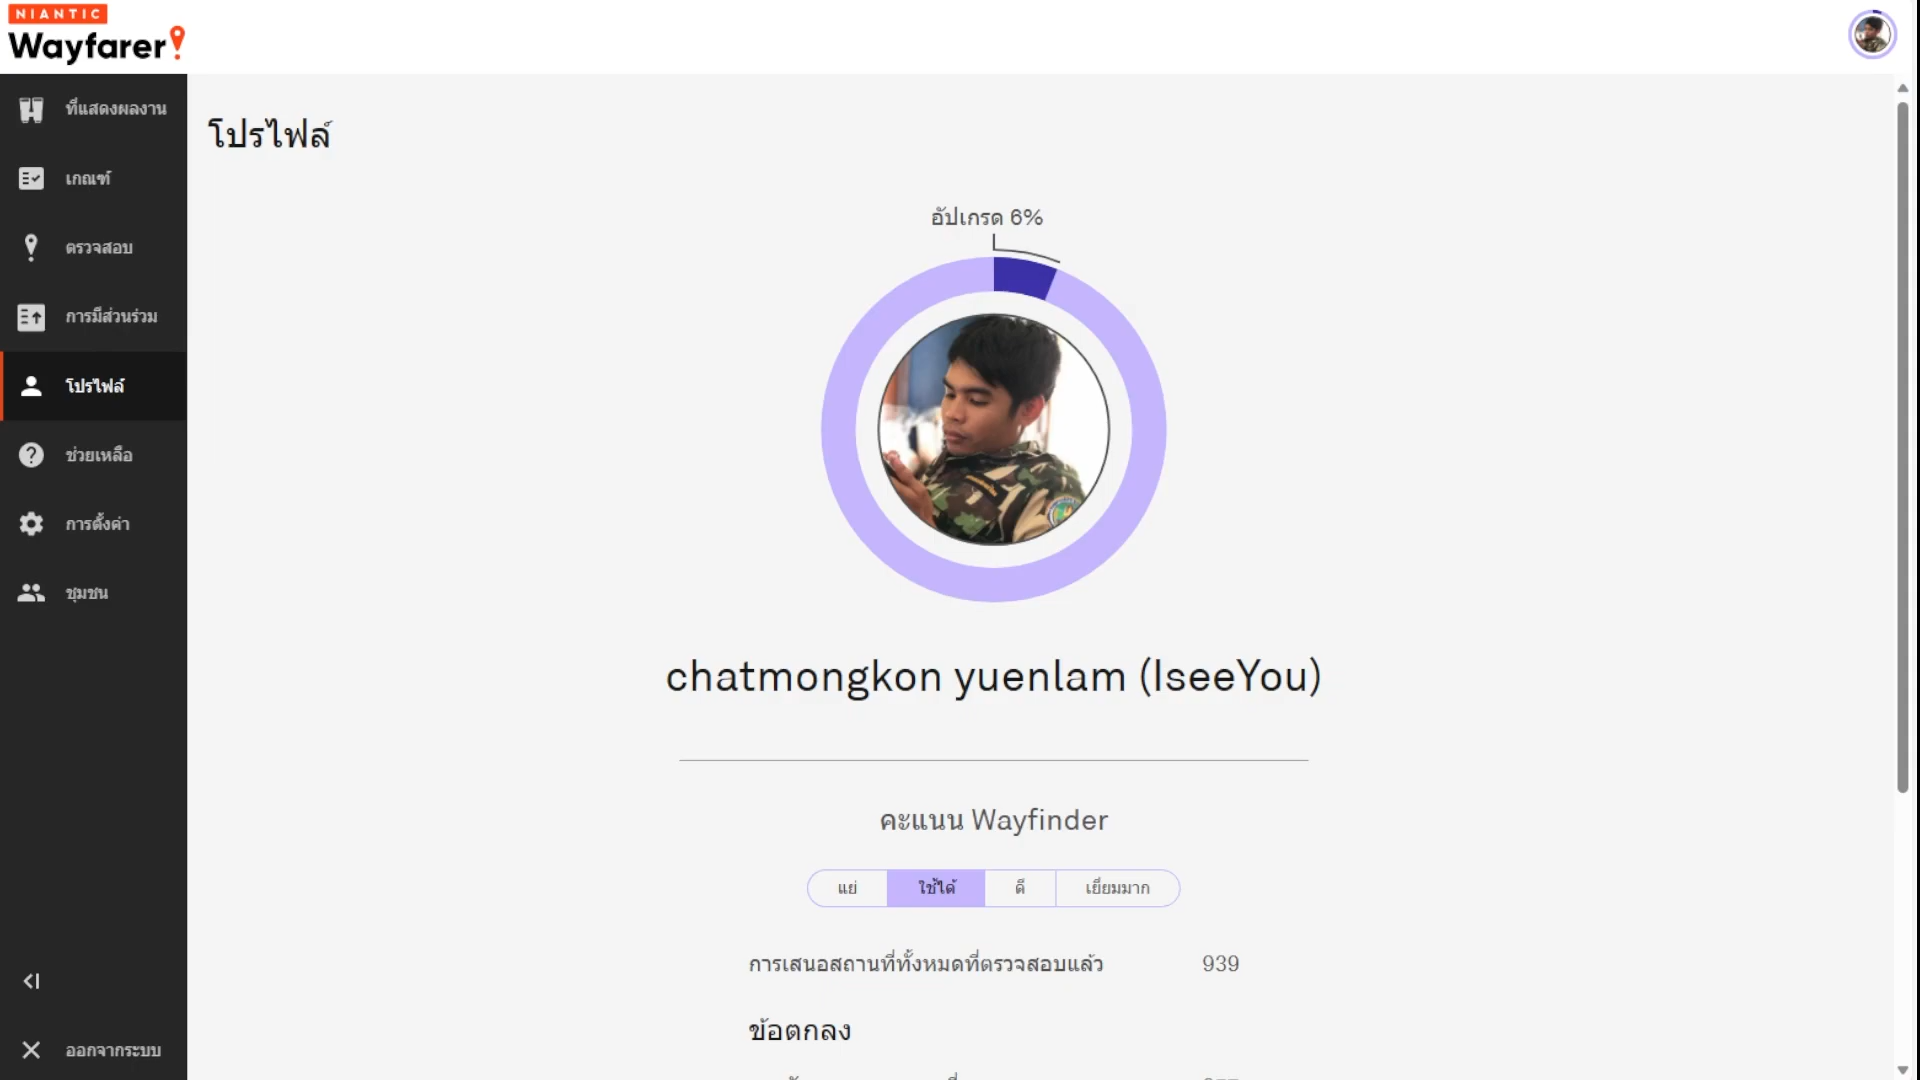 NIANTIC
Wayfarer
ที่แสดงผลงาน
เกณฑ์
ตรวจสอบ
การมีส่วนร่วม
โปรไฟล์
ช่วยเหลือ
การตั้งค่า
ชุมชน
ออกจากระบบ
โปรไฟล์
อัปเกรด 6%
chatmongkon yuenlam (IseeYou)
คะแนน Wayfinder
แย่ ใช้ได้ ดี เยี่ยมมาก
การเสนอสถานที่ทั้งหมดที่ตรวจสอบแล้ว 939
ข้อตกลง